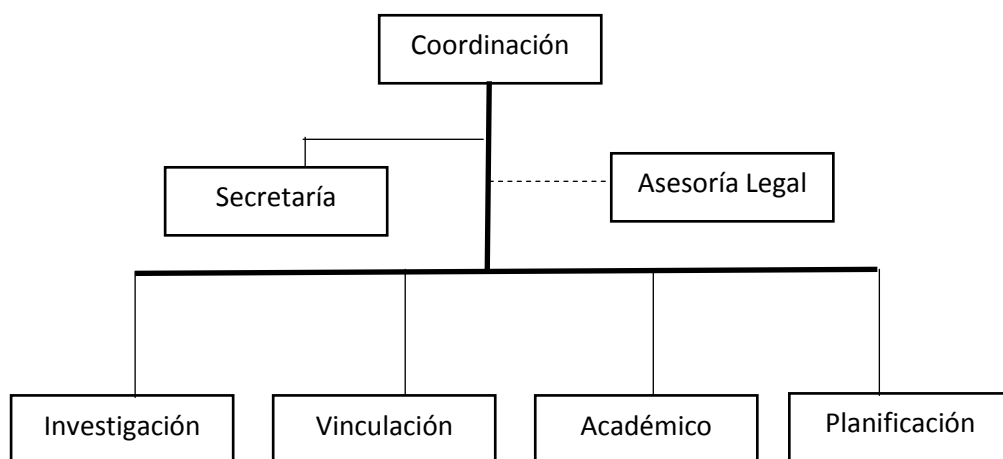 Coordinación
Secretaría
Asesoría Legal
Investigación
Vinculación
Académico
Planificación